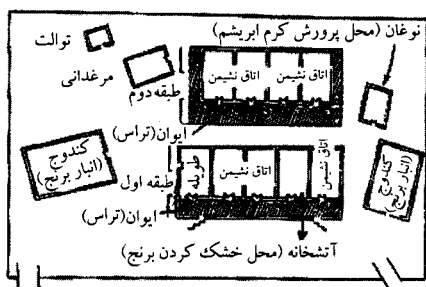 نوغان (محل پرورش کرم ابریشم)
توالت
مرغدانی
اتاق نشیمن
اتاق نشیمن
طبقه دوم
ایوان(تراس)
کندوج
(انبار برنج)
کندوج
(انبار برنج)
اتاق نشیمن
اتاق نشیمن
طویله
طبقه اول
ایوان(تراس)
آتشخانه (محل خشک کردن برنج)